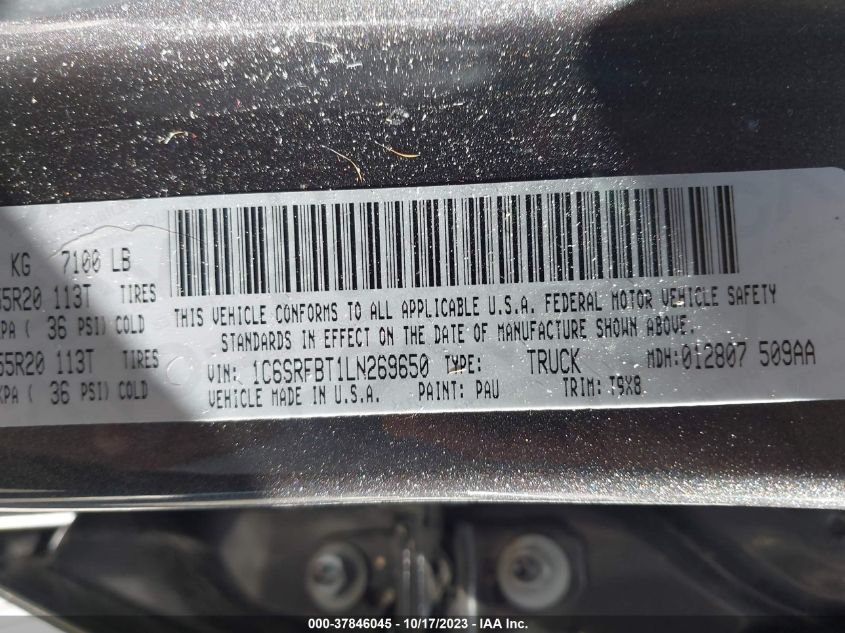 KG 7100 LB
55R20 113T TIRES
KPA ( 36 PSI) COLD
55R20 113T TIRES
KPA ( 36 PSI) COLD
THIS VEHICLE CONFORMS TO ALL APPLICABLE U.S.A. FEDERAL MOTOR VEHICLE SAFETY
STANDARDS IN EFFECT ON THE DATE OF MANUFACTURE SHOWN ABOVE.
VIN: 1C6SRFBT1LN269650 TYPE: TRUCK MDH: 012807 509AA
VEHICLE MADE IN U.S.A. PAINT: PAU TRIM: T9X8
000-37846045 / 10/17/2023 / IAA Inc.